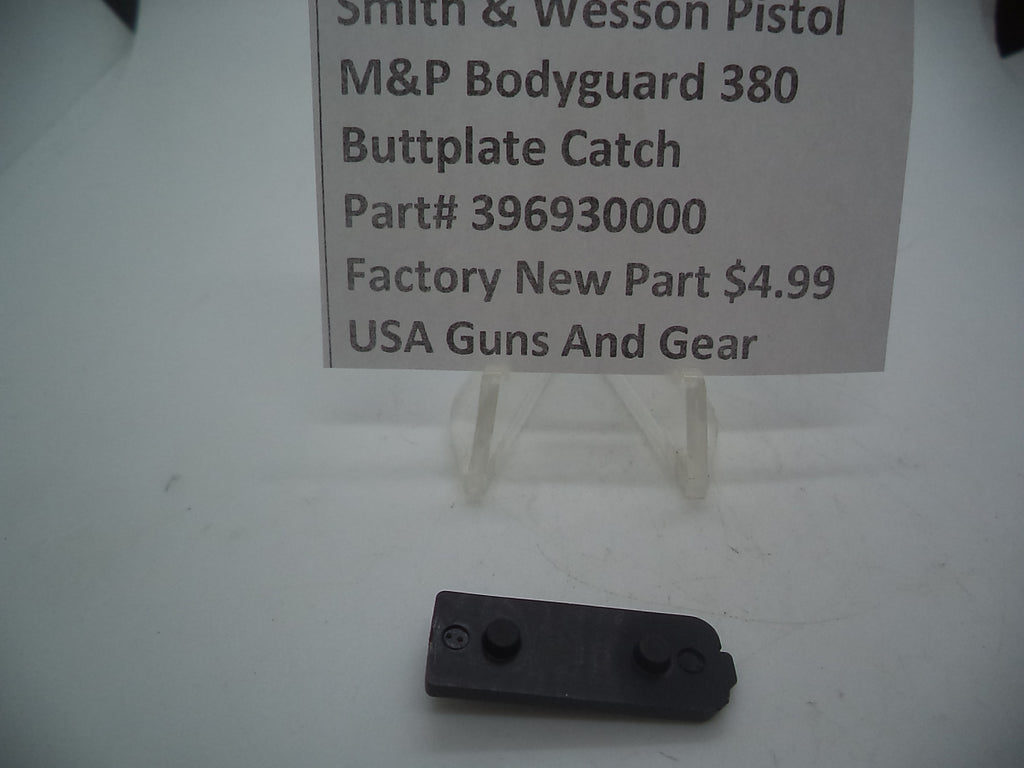 Smith & Wesson Pistol
M&P Bodyguard 380
Buttplate Catch
Part# 396930000
Factory New Part $4.99
USA Guns And Gear